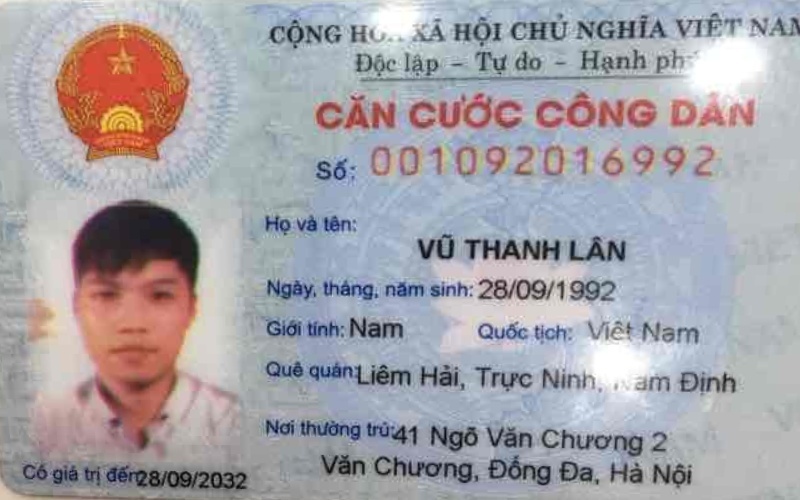 CỘNG HOÀ XÃ HỘI CHỦ NGHĨA VIỆT NAM
Độc lập – Tự do – Hạnh phúc
CĂN CƯỚC CÔNG DÂN
Số: 001092016992
Họ và tên:
VŨ THANH LÂN
Ngày, tháng, năm sinh: 28/09/1992
Giới tính: Nam Quốc tịch: Việt Nam
Quê quán: Liêm Hải, Trực Ninh, Nam Định
Nơi thường trú: 41 Ngõ Văn Chương 2
Văn Chương, Đống Đa, Hà Nội
Có giá trị đến: 28/09/2032